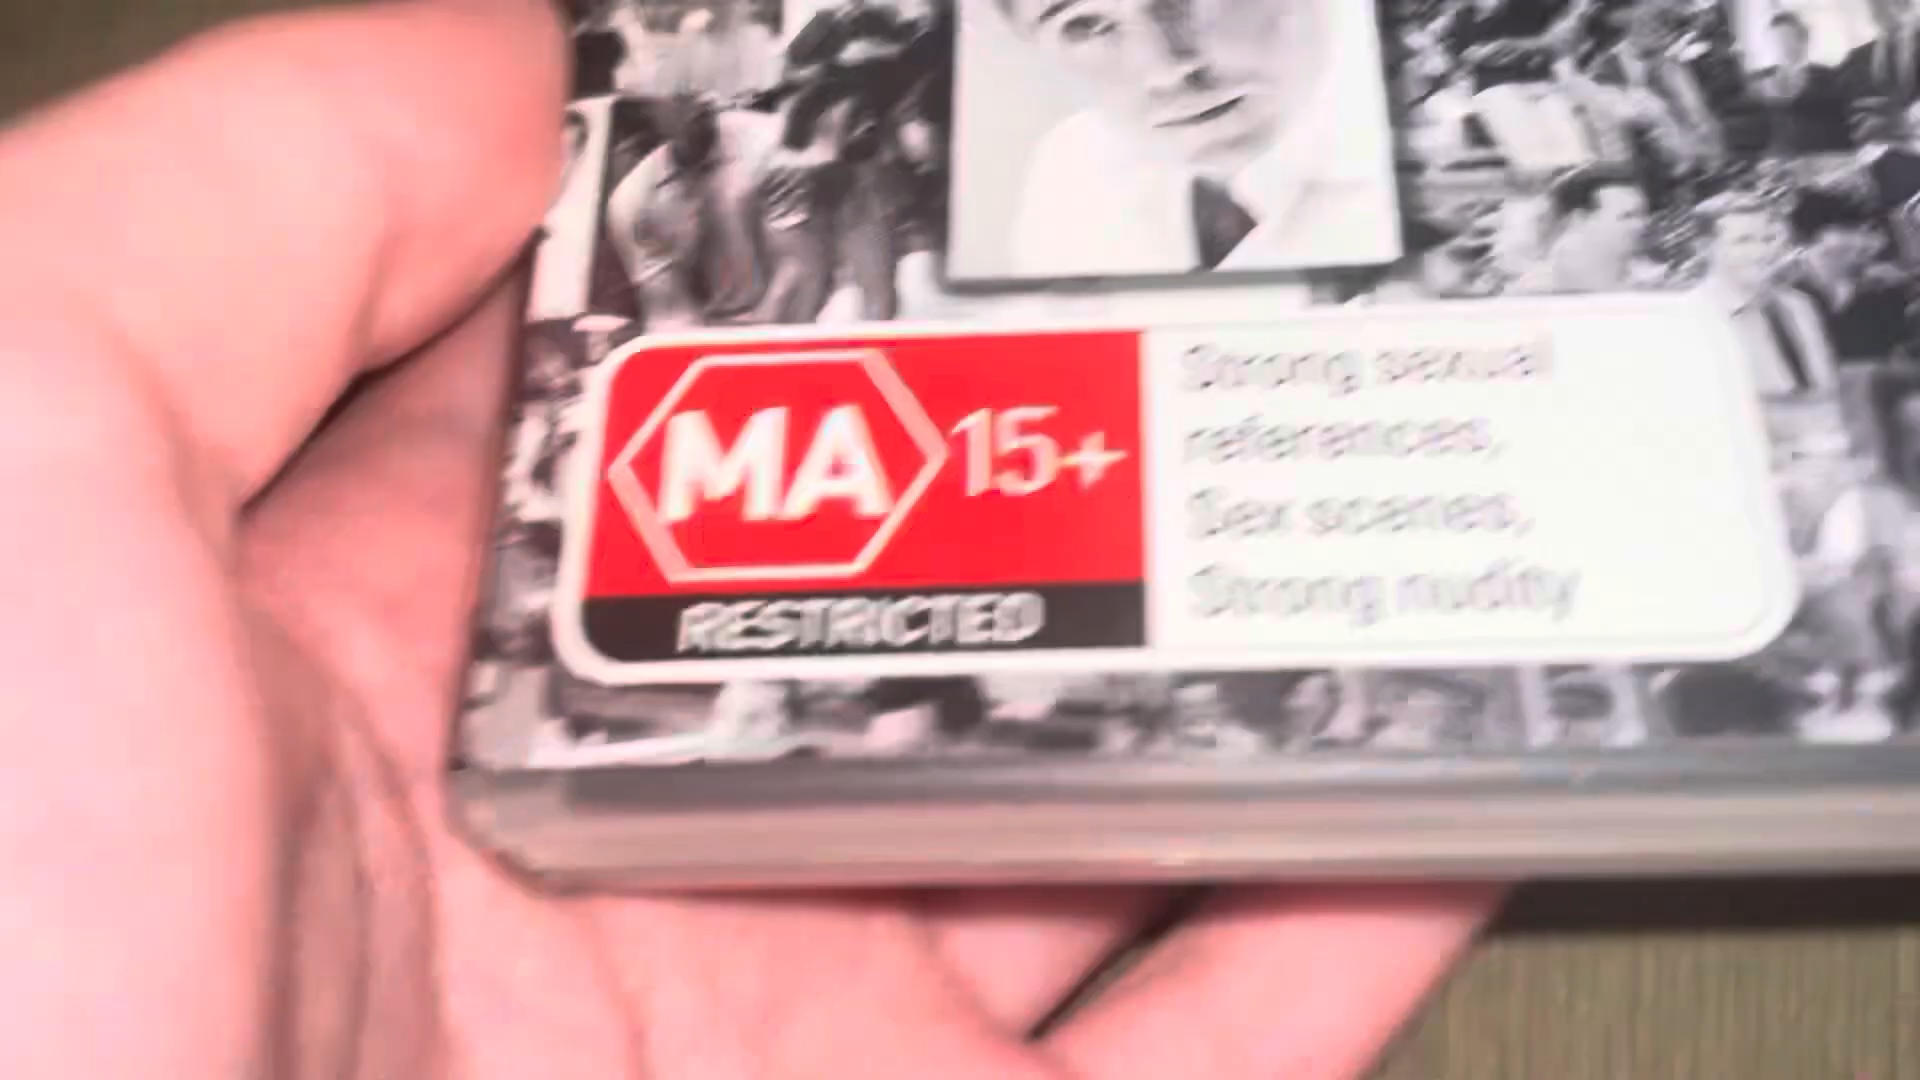 MA 15+
RESTRICTED
Strong sexual
references,
Sex scenes,
Strong nudity